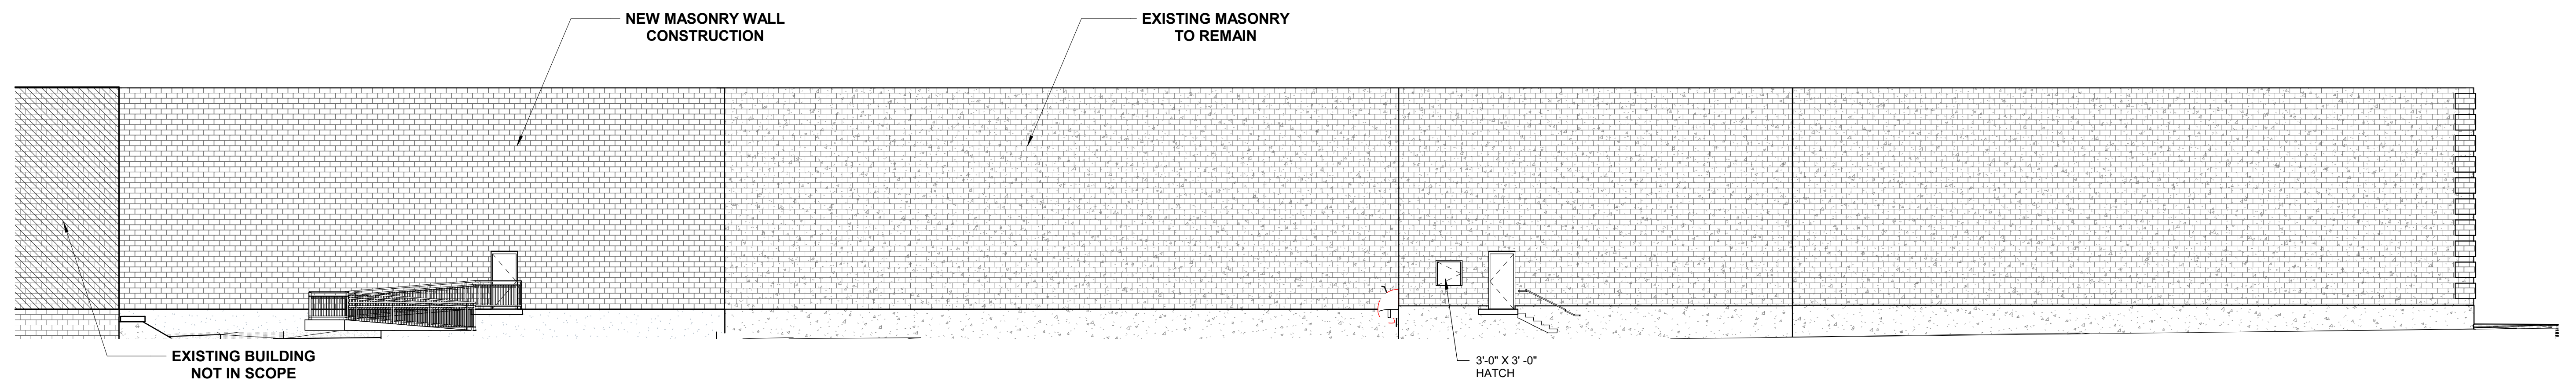 NEW MASONRY WALL
CONSTRUCTION
EXISTING MASONRY
TO REMAIN
EXISTING BUILDING
NOT IN SCOPE
3'-0" X 3' -0"
HATCH